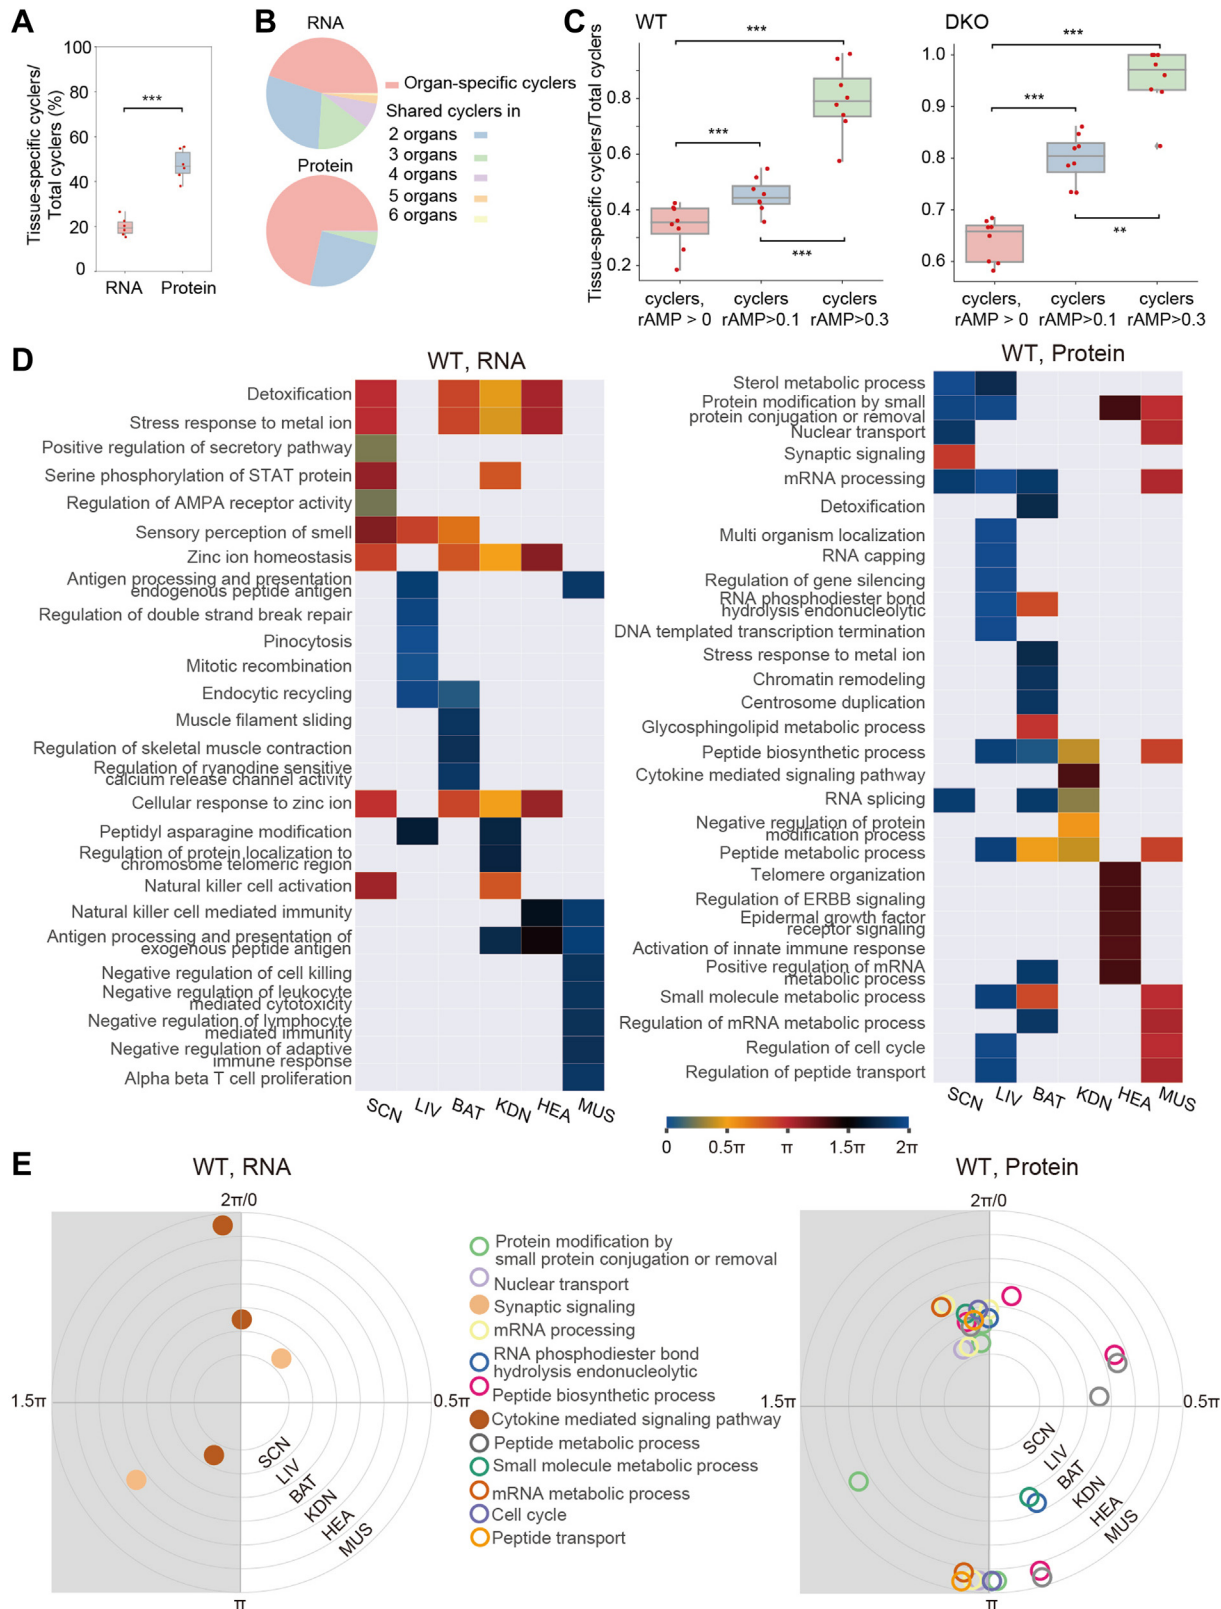 A
Tissue-specific cyclers/
Total cyclers (%)
100
80
60
40
20
0
***
RNA
Protein
B
RNA
Protein
Organ-specific cyclers
Shared cyclers in
2 organs
3 organs
4 organs
5 organs
6 organs
C
WT
Tissue-specific cyclers/Total cyclers
0.8
0.6
0.4
0.2
***
***
***
cyclers,
rAMP > 0
cyclers
rAMP>0.1
cyclers
rAMP>0.3
DKO
1.0
0.9
0.8
0.7
0.6
***
***
**
cyclers,
rAMP > 0
cyclers
rAMP>0.1
cyclers
rAMP>0.3
D
WT, RNA
Detoxification
Stress response to metal ion
Positive regulation of secretory pathway
Serine phosphorylation of STAT protein
Regulation of AMPA receptor activity
Sensory perception of smell
Zinc ion homeostasis
Antigen processing and presentation
endogenous peptide antigen
Regulation of double strand break repair
Pinocytosis
Mitotic recombination
Endocytic recycling
Muscle filament sliding
Regulation of skeletal muscle contraction
Regulation of ryanodine sensitive
calcium release channel activity
Cellular response to zinc ion
Peptidyl asparagine modification
Regulation of protein localization to
chromosome telomeric region
Natural killer cell activation
Natural killer cell mediated immunity
Antigen processing and presentation of
exogenous peptide antigen
Negative regulation of cell killing
Negative regulation of leukocyte
mediated cytotoxicity
Negative regulation of lymphocyte
mediated immunity
Negative regulation of adaptive
immune response
Alpha beta T cell proliferation
SCN
LIV
BAT
KDN
HEA
MUS
WT, Protein
Sterol metabolic process
Protein modification by small
protein conjugation or removal
Nuclear transport
Synaptic signaling
mRNA processing
Detoxification
Multi organism localization
RNA capping
Regulation of gene silencing
RNA phosphodiester bond
hydrolysis endonucleolytic
DNA templated transcription termination
Stress response to metal ion
Chromatin remodeling
Centrosome duplication
Glycosphingolipid metabolic process
Peptide biosynthetic process
Cytokine mediated signaling pathway
RNA splicing
Negative regulation of protein
modification process
Peptide metabolic process
Telomere organization
Regulation of ERBB signaling
Epidermal growth factor
receptor signaling
Activation of innate immune response
Positive regulation of mRNA
metabolic process
Small molecule metabolic process
Regulation of mRNA metabolic process
Regulation of cell cycle
Regulation of peptide transport
SCN
LIV
BAT
KDN
HEA
MUS
0
0.5π
π
1.5π
2π
E
WT, RNA
2π/0
1.5π
0.5π
π
SCN
LIV
BAT
KDN
HEA
MUS
Protein modification by
small protein conjugation or removal
Nuclear transport
Synaptic signaling
mRNA processing
RNA phosphodiester bond
hydrolysis endonucleolytic
Peptide biosynthetic process
Cytokine mediated signaling pathway
Peptide metabolic process
Small molecule metabolic process
mRNA metabolic process
Cell cycle
Peptide transport
WT, Protein
2π/0
1.5π
0.5π
π
SCN
LIV
BAT
KDN
HEA
MUS